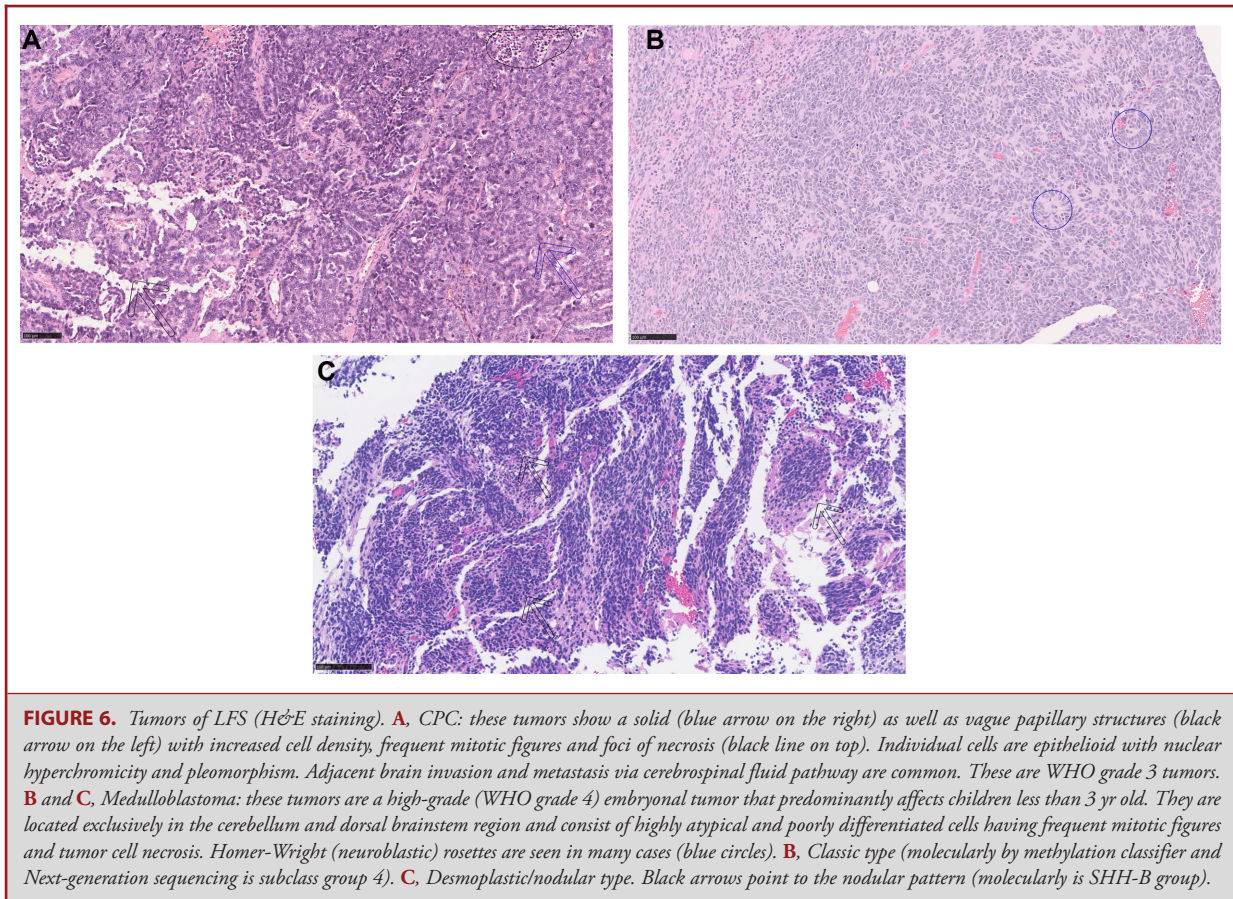 A
B
C
FIGURE 6. Tumors of LFS (H&E staining). A, CPC: these tumors show a solid (blue arrow on the right) as well as vague papillary structures (black
arrow on the left) with increased cell density, frequent mitotic figures and foci of necrosis (black line on top). Individual cells are epithelioid with nuclear
hyperchromicity and pleomorphism. Adjacent brain invasion and metastasis via cerebrospinal fluid pathway are common. These are WHO grade 3 tumors.
B and C, Medulloblastoma: these tumors are a high-grade (WHO grade 4) embryonal tumor that predominantly affects children less than 3 yr old. They are
located exclusively in the cerebellum and dorsal brainstem region and consist of highly atypical and poorly differentiated cells having frequent mitotic figures
and tumor cell necrosis. Homer-Wright (neuroblastic) rosettes are seen in many cases (blue circles). B, Classic type (molecularly by methylation classifier and
Next-generation sequencing is subclass group 4). C, Desmoplastic/nodular type. Black arrows point to the nodular pattern (molecularly is SHH-B group).